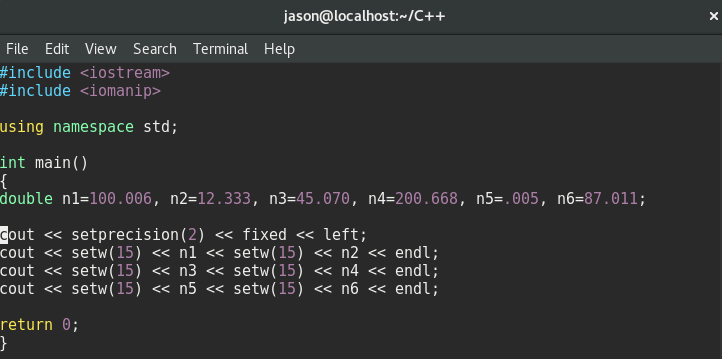 jason@localhost:~/C++ ×
File Edit View Search Terminal Help
#include <iostream>
#include <iomanip>
using namespace std;
int main()
{
double n1=100.006, n2=12.333, n3=45.070, n4=200.668, n5=.005, n6=87.011;
cout << setprecision(2) << fixed << left;
cout << setw(15) << n1 << setw(15) << n2 << endl;
cout << setw(15) << n3 << setw(15) << n4 << endl;
cout << setw(15) << n5 << setw(15) << n6 << endl;
return 0;
}